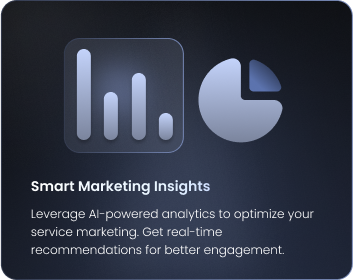 Smart Marketing Insights
Leverage AI-powered analytics to optimize your
service marketing. Get real-time
recommendations for better engagement.